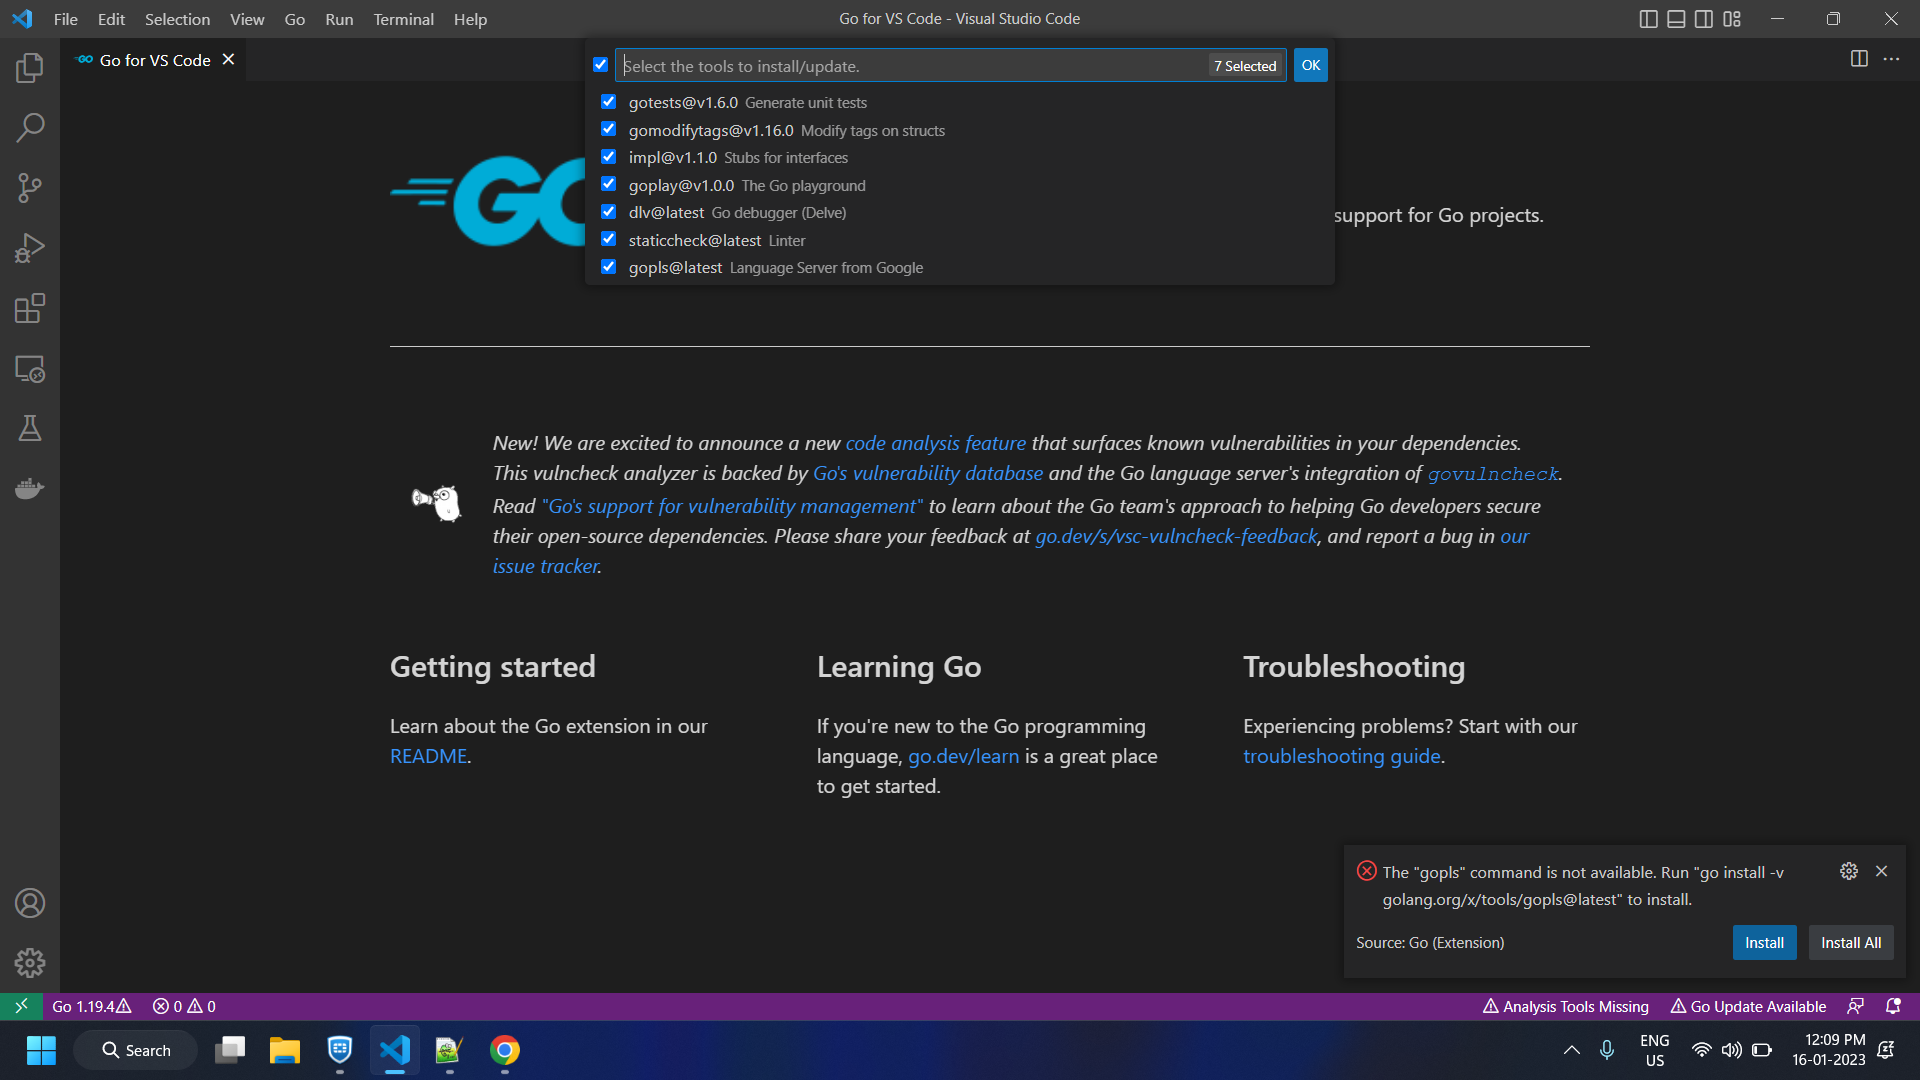 File Edit Selection View Go Run Terminal Help
Go for VS Code - Visual Studio Code
GO Go for VS Code
Select the tools to install/update.
7 Selected
OK
gotests@v1.6.0 Generate unit tests
gomodifytags@v1.16.0 Modify tags on structs
impl@v1.1.0 Stubs for interfaces
goplay@v1.0.0 The Go playground
dlv@latest Go debugger (Delve)
staticcheck@latest Linter
gopls@latest Language Server from Google
GO
support for Go projects.
New! We are excited to announce a new code analysis feature that surfaces known vulnerabilities in your dependencies.
This vulncheck analyzer is backed by Go's vulnerability database and the Go language server's integration of govulncheck.
Read "Go's support for vulnerability management" to learn about the Go team's approach to helping Go developers secure
their open-source dependencies. Please share your feedback at go.dev/s/vsc-vulncheck-feedback, and report a bug in our
issue tracker.
Getting started
Learn about the Go extension in our
README.
Learning Go
If you're new to the Go programming
language, go.dev/learn is a great place
to get started.
Troubleshooting
Experiencing problems? Start with our
troubleshooting guide.
The "gopls" command is not available. Run "go install -v
golang.org/x/tools/gopls@latest" to install.
Source: Go (Extension)
Install
Install All
Go 1.19.4
0 0
Analysis Tools Missing
Go Update Available
Search
ENG
US
12:09 PM
16-01-2023